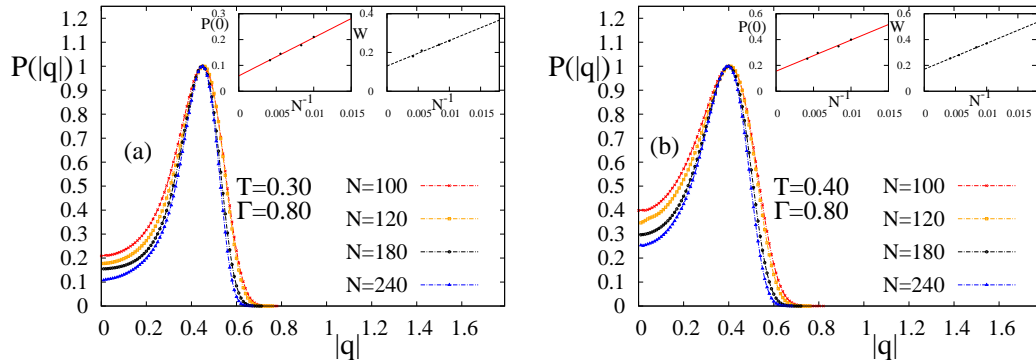 1.2
1.1
P(|q|)
1
0.9
0.8
0.7
0.6
0.5
0.4
0.3
0.2
0.1
0
0 0.2 0.4 0.6 0.8 1 1.2 1.4 1.6
|q|
(a)
T=0.30
Γ=0.80
N=100
N=120
N=180
N=240
0.3
P(0)
0.2
0.1
0
0 0.005 0.01 0.015
N⁻¹
0.4
W
0.2
0
0 0.005 0.01 0.015
N⁻¹
1.2
1.1
P(|q|)
1
0.9
0.8
0.7
0.6
0.5
0.4
0.3
0.2
0.1
0
0 0.2 0.4 0.6 0.8 1 1.2 1.4 1.6
|q|
(b)
T=0.40
Γ=0.80
N=100
N=120
N=180
N=240
0.6
P(0)
0.4
0.2
0
0 0.005 0.01 0.015
N⁻¹
0.6
W
0.4
0.2
0
0 0.005 0.01 0.015
N⁻¹